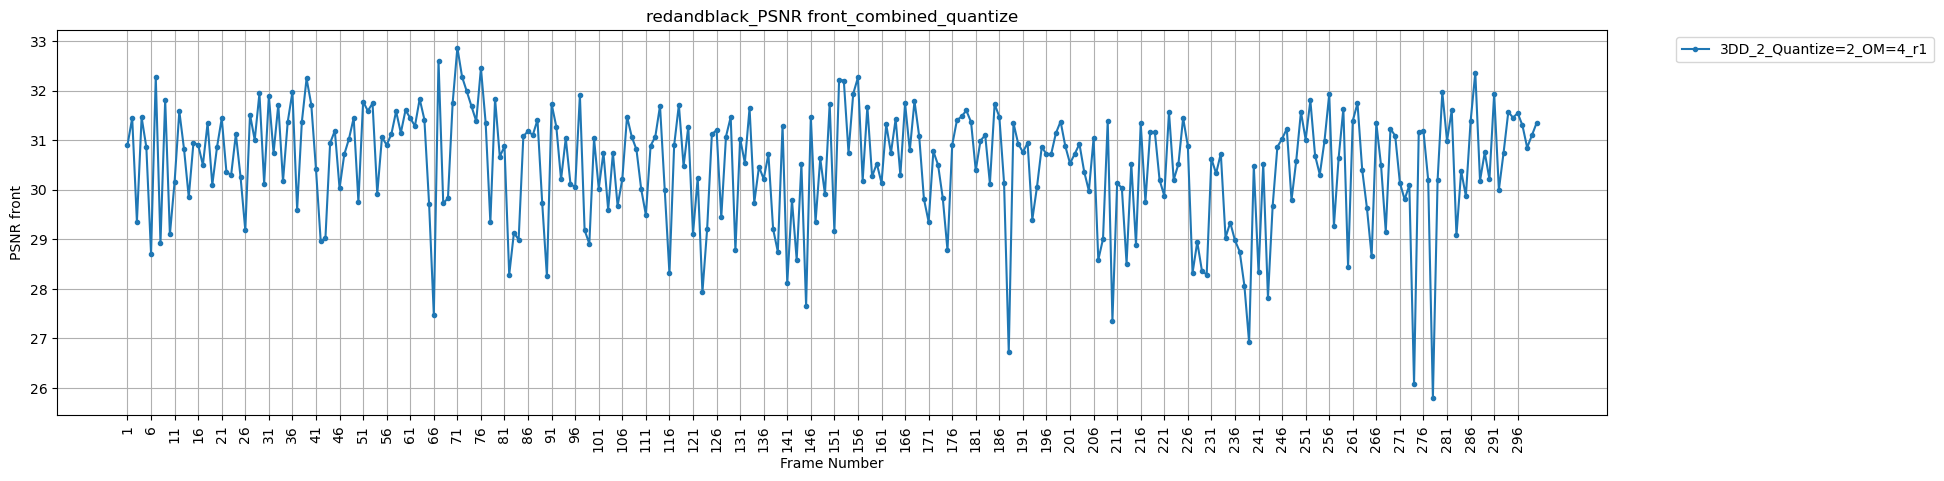 redandblack_PSNR front_combined_quantize
3DD_2_Quantize=2_OM=4_r1
PSNR front
33
32
31
30
29
28
27
26
1 6 11 16 21 26 31 36 41 46 51 56 61 66 71 76 81 86 91 96 101 106 111 116 121 126 131 136 141 146 151 156 161 166 171 176 181 186 191 196 201 206 211 216 221 226 231 236 241 246 251 256 261 266 271 276 281 286 291 296
Frame Number